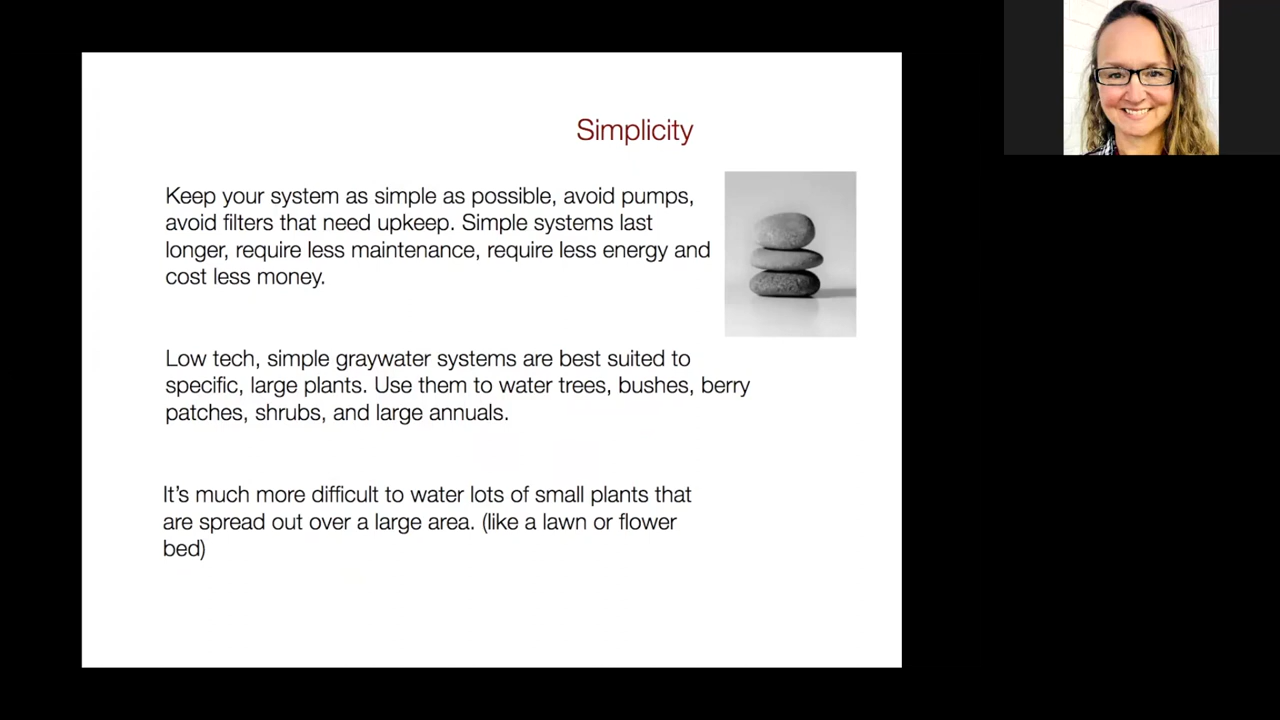 Simplicity
Keep your system as simple as possible, avoid pumps,
avoid filters that need upkeep. Simple systems last
longer, require less maintenance, require less energy and
cost less money.
Low tech, simple graywater systems are best suited to
specific, large plants. Use them to water trees, bushes, berry
patches, shrubs, and large annuals.
It’s much more difficult to water lots of small plants that
are spread out over a large area. (like a lawn or flower
bed)